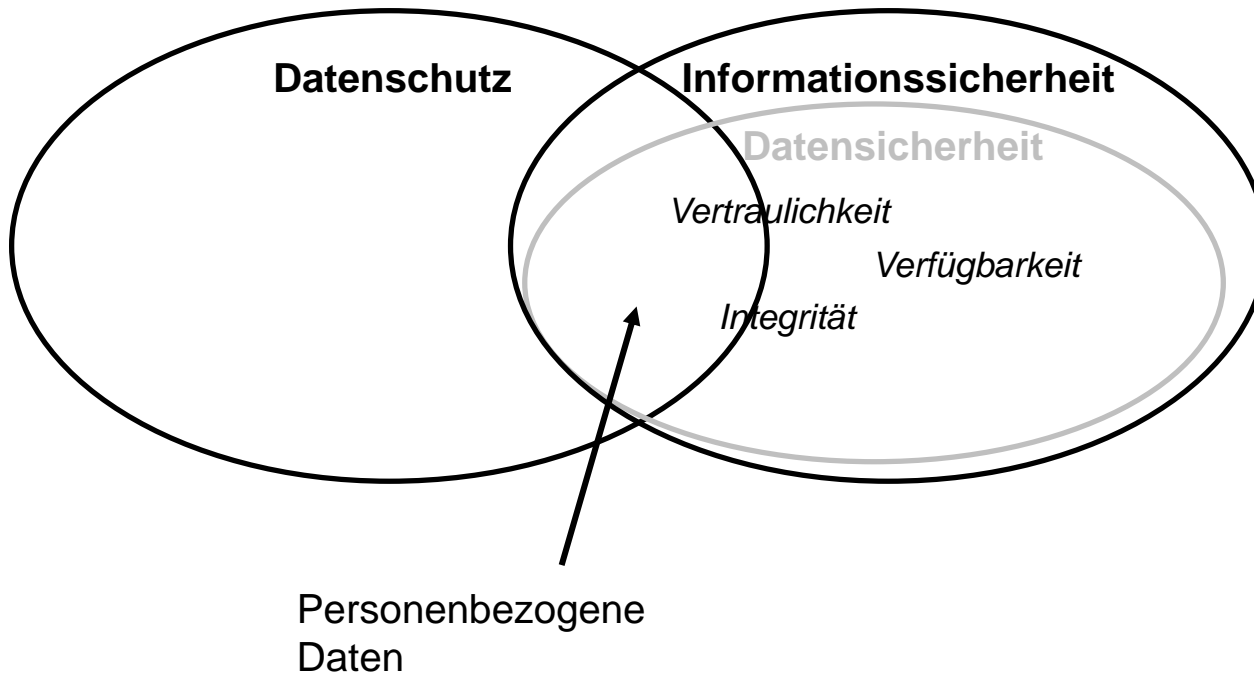 Datenschutz
Informationssicherheit
Datensicherheit
Vertraulichkeit
Verfügbarkeit
Integrität
Personenbezogene
Daten